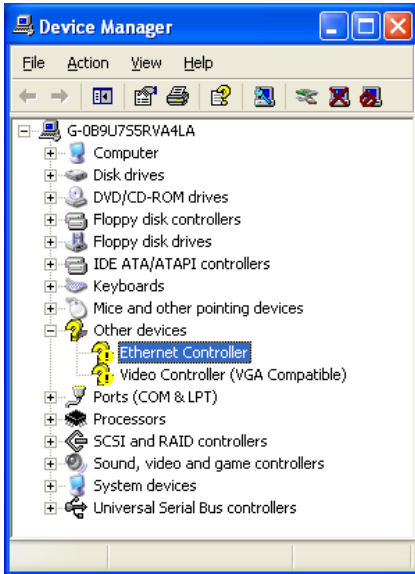 Device Manager
File Action View Help
G-0B9U7S5RVA4LA
Computer
Disk drives
DVD/CD-ROM drives
Floppy disk controllers
Floppy disk drives
IDE ATA/ATAPI controllers
Keyboards
Mice and other pointing devices
Other devices
Ethernet Controller
Video Controller (VGA Compatible)
Ports (COM & LPT)
Processors
SCSI and RAID controllers
Sound, video and game controllers
System devices
Universal Serial Bus controllers